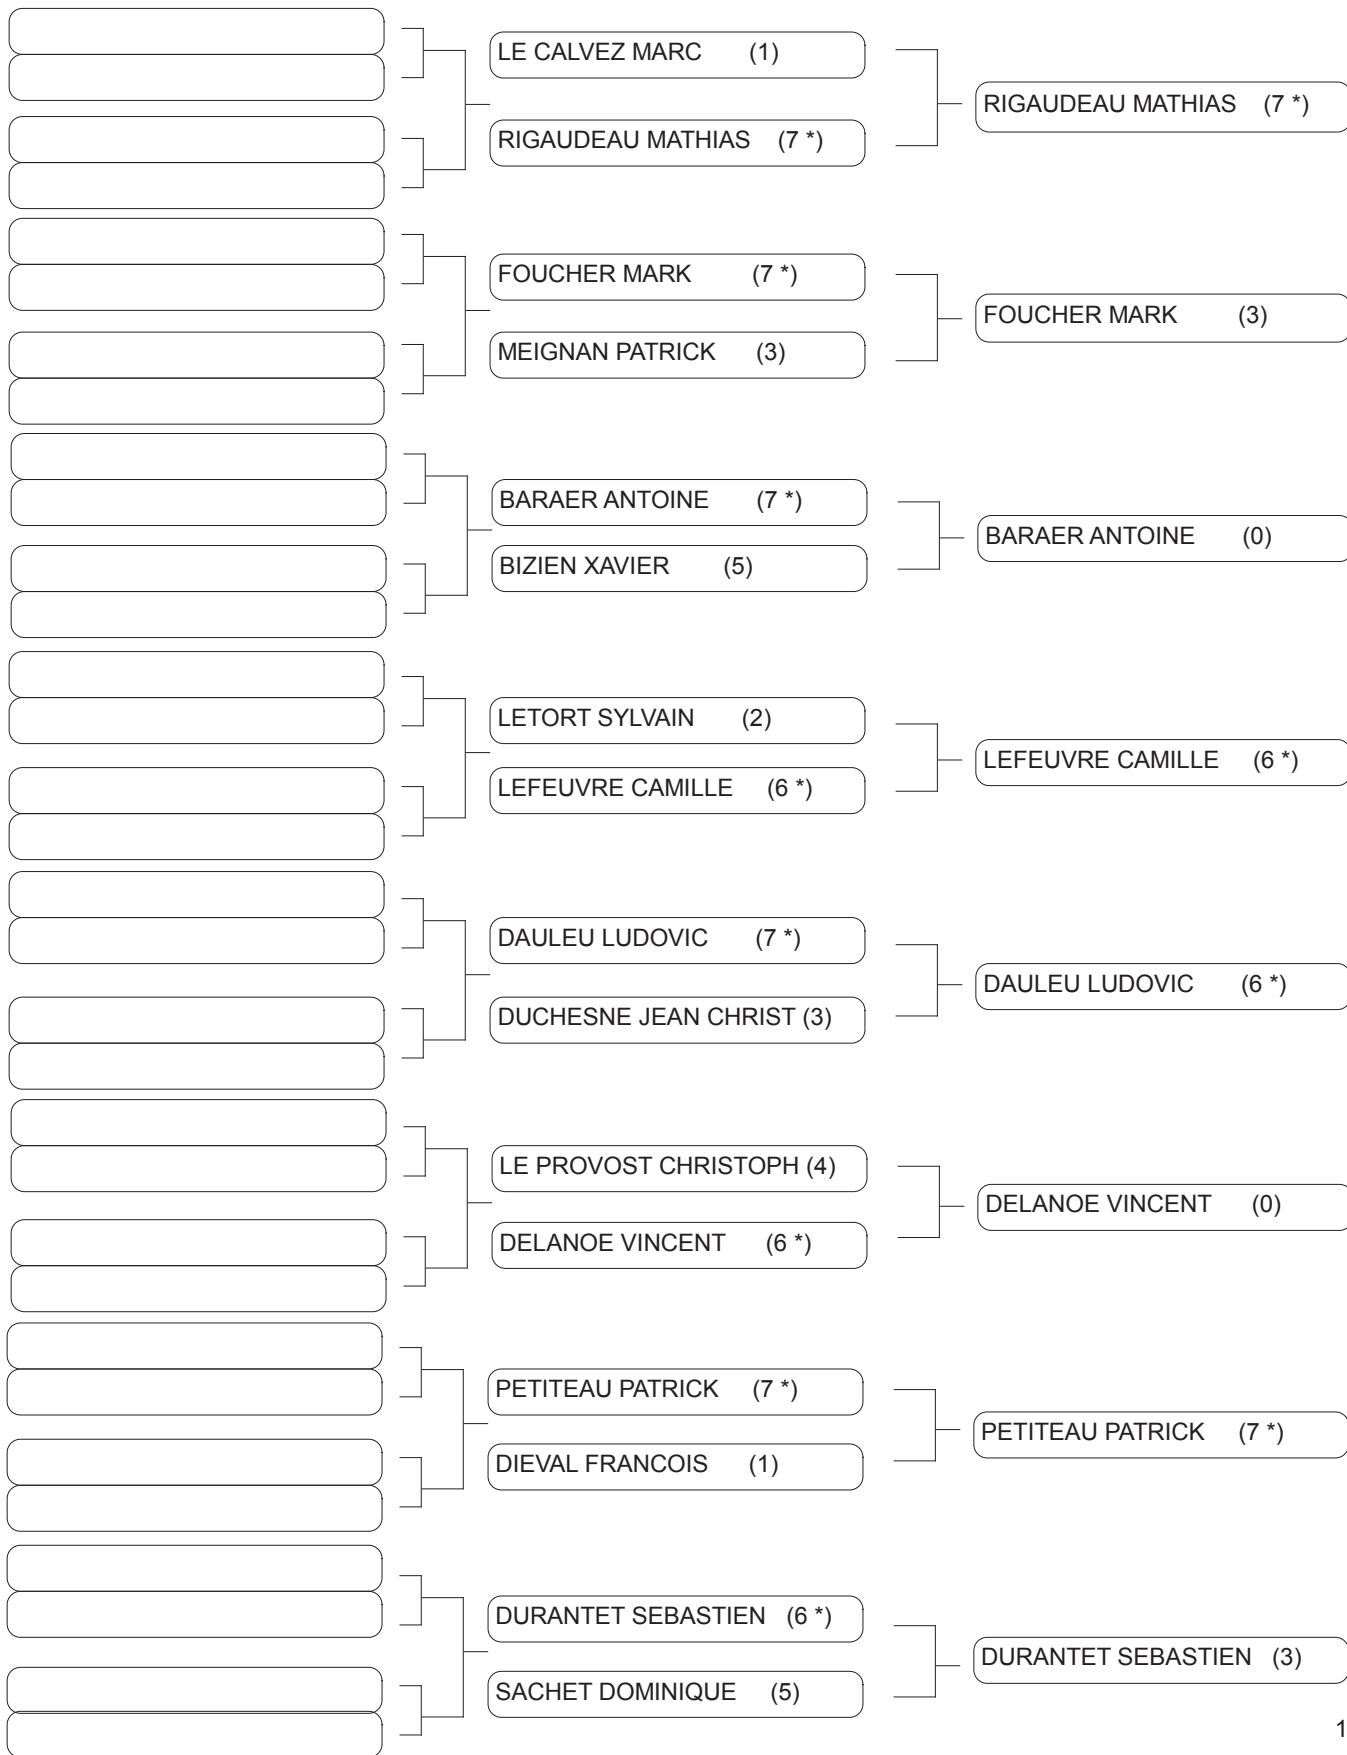 LE CALVEZ MARC (1)
RIGAUDEAU MATHIAS (7 *)
RIGAUDEAU MATHIAS (7 *)
FOUCHER MARK (7 *)
MEIGNAN PATRICK (3)
FOUCHER MARK (3)
BARAER ANTOINE (7 *)
BIZIEN XAVIER (5)
BARAER ANTOINE (0)
LETORT SYLVAIN (2)
LEFEUVRE CAMILLE (6 *)
LEFEUVRE CAMILLE (6 *)
DAULEU LUDOVIC (7 *)
DUCHESNE JEAN CHRIST (3)
DAULEU LUDOVIC (6 *)
LE PROVOST CHRISTOPH (4)
DELANOE VINCENT (6 *)
DELANOE VINCENT (0)
PETITEAU PATRICK (7 *)
DIEVAL FRANCOIS (1)
PETITEAU PATRICK (7 *)
DURANTET SEBASTIEN (6 *)
SACHET DOMINIQUE (5)
DURANTET SEBASTIEN (3)
1